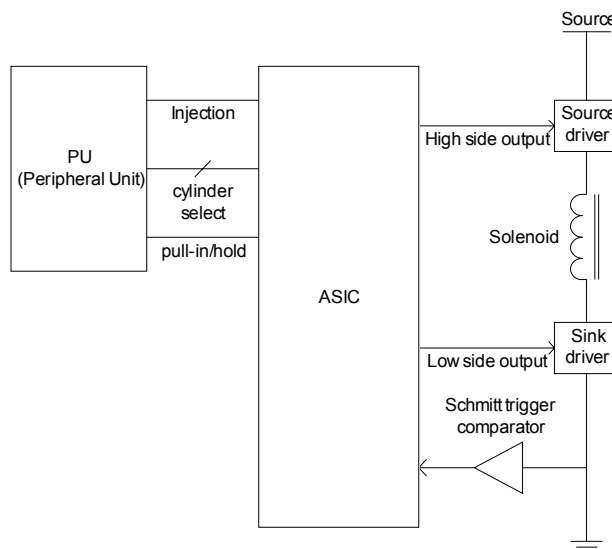 Source
PU
(Peripheral Unit)
Injection
cylinder
select
pull-in/hold
ASIC
High side output
Source
driver
Solenoid
Low side output
Sink
driver
Schmitt trigger
comparator